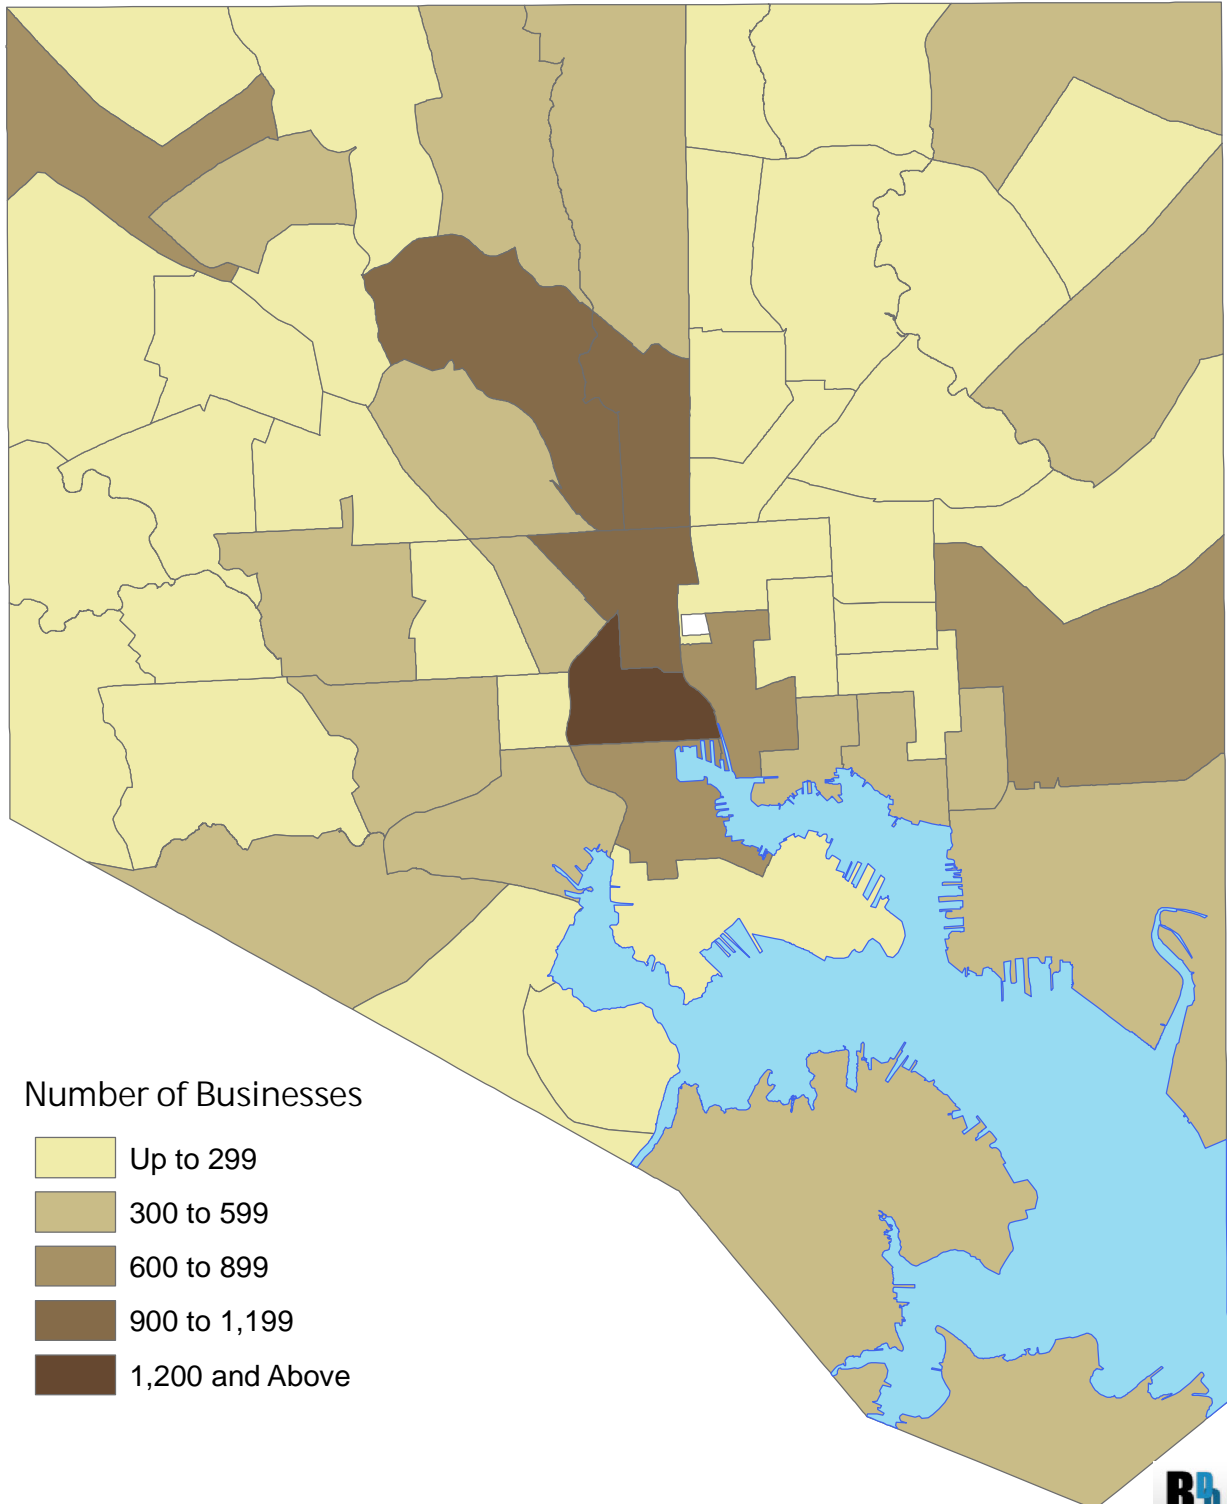 Number of Businesses
Up to 299
300 to 599
600 to 899
900 to 1,199
1,200 and Above